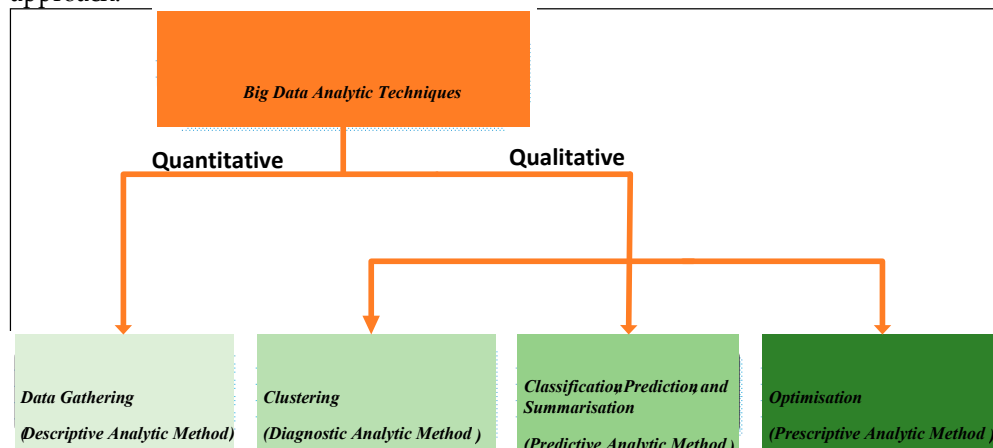 approach.
Big Data Analytic Techniques
Quantitative
Qualitative
Data Gathering
(Descriptive Analytic Method)
Clustering
(Diagnostic Analytic Method )
Classification,Prediction, and
Summarisation
(Predictive Analytic Method )
Optimisation
(Prescriptive Analytic Method )